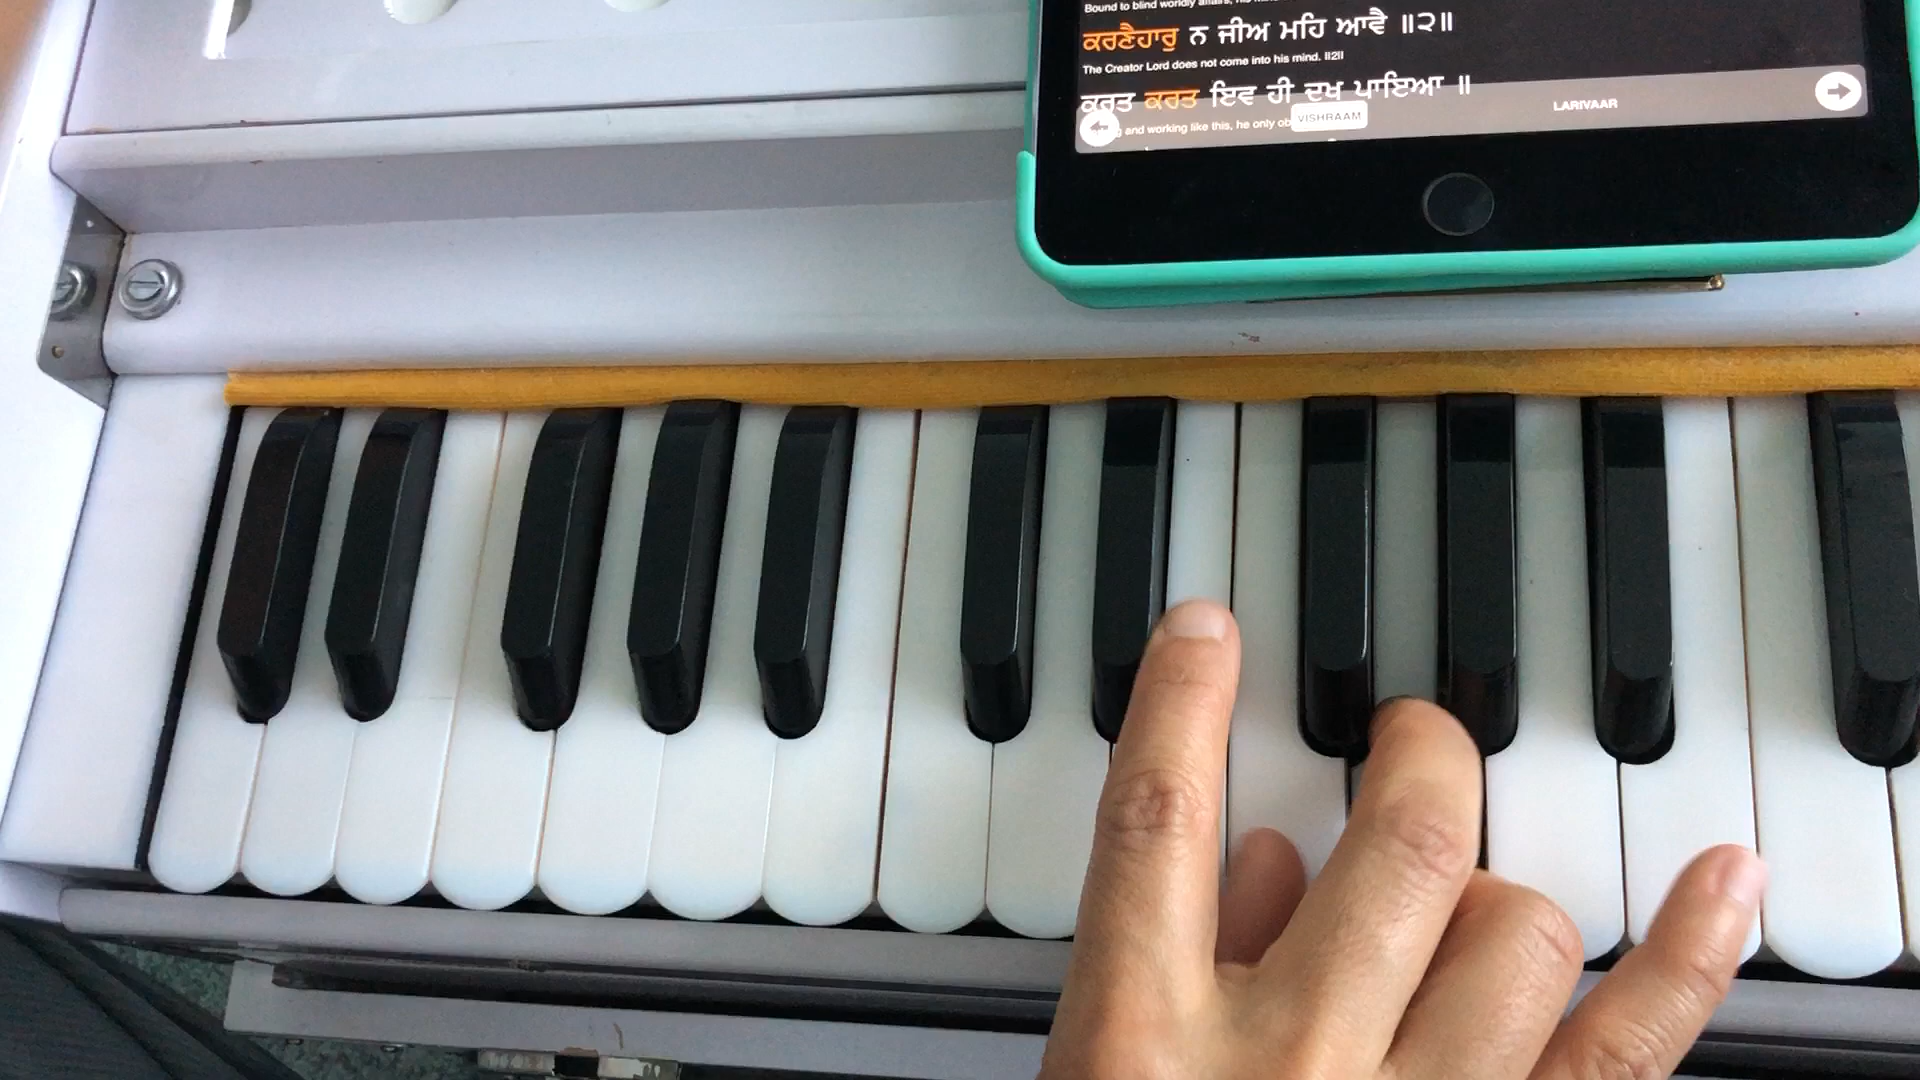 Bound to blind worldly affairs, his
ਕਰਣੈਹਾਰੁ ਨ ਜੀਅ ਮਹਿ ਆਵੈ ॥੨॥
The Creator Lord does not come into his mind. ||2||
ਕਰਤ ਕਰਤ ਇਵ ਹੀ ਦੁਖੁ ਪਾਇਆ ॥
and working like this, he only
VISHRAAM
LARIVAAR